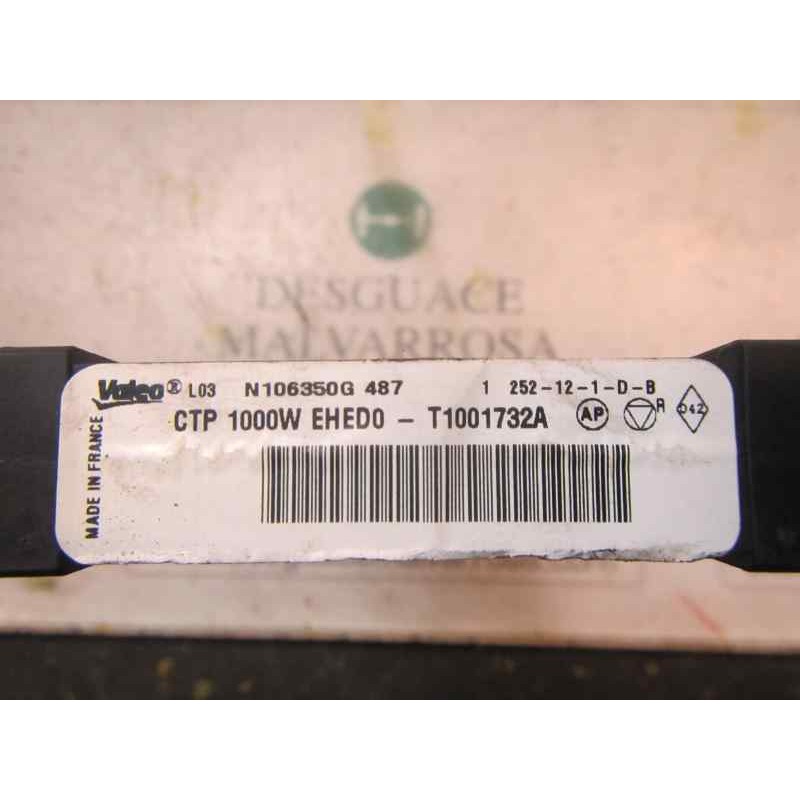 DESGUACE
MALVARROSA
Valeo® L03 N106350G 487 1 252-12-1-D-B
CTP 1000W EHED0 - T1001732A AP R 042
MADE IN FRANCE